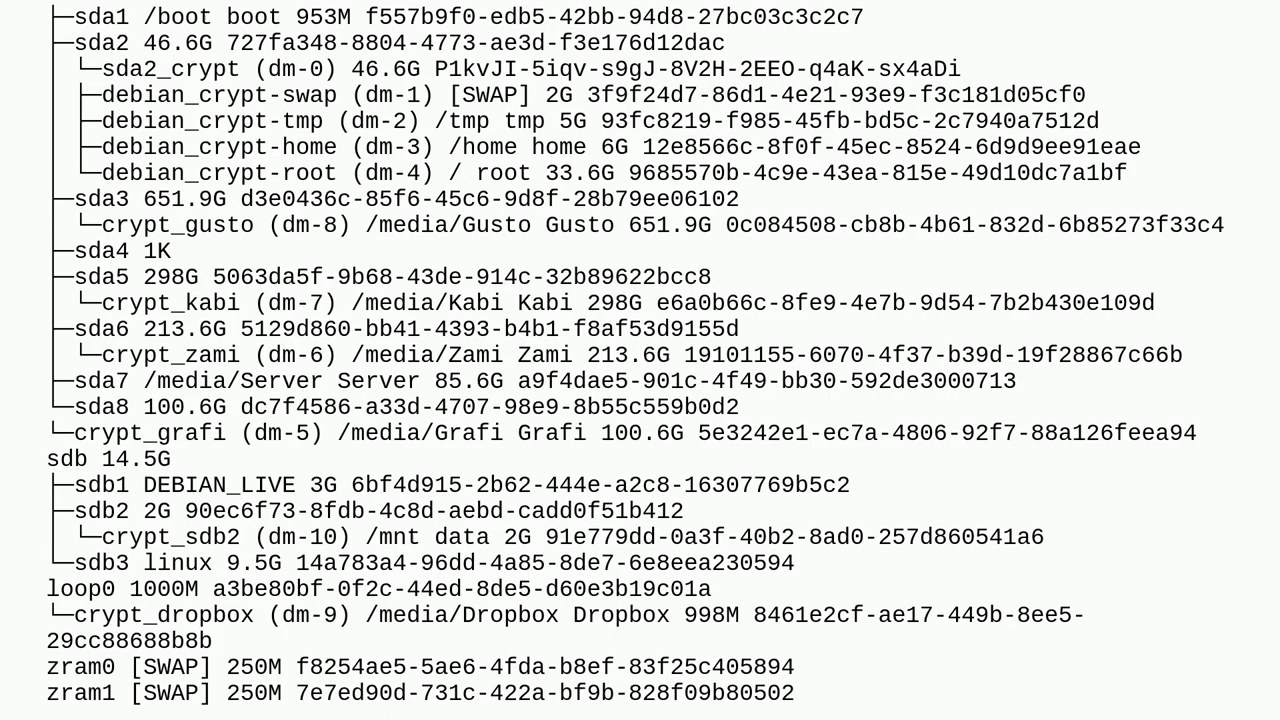 ├─sda1 /boot boot 953M f557b9f0-edb5-42bb-94d8-27bc03c3c2c7
├─sda2 46.6G 727fa348-8804-4773-ae3d-f3e176d12dac
│ └─sda2_crypt (dm-0) 46.6G P1kvJI-5iqv-s9gJ-8V2H-2EEO-q4aK-sx4aDi
│ ├─debian_crypt-swap (dm-1) [SWAP] 2G 3f9f24d7-86d1-4e21-93e9-f3c181d05cf0
│ ├─debian_crypt-tmp (dm-2) /tmp tmp 5G 93fc8219-f985-45fb-bd5c-2c7940a7512d
│ ├─debian_crypt-home (dm-3) /home home 6G 12e8566c-8f0f-45ec-8524-6d9d9ee91eae
│ └─debian_crypt-root (dm-4) / root 33.6G 9685570b-4c9e-43ea-815e-49d10dc7a1bf
├─sda3 651.9G d3e0436c-85f6-45c6-9d8f-28b79ee06102
│ └─crypt_gusto (dm-8) /media/Gusto Gusto 651.9G 0c084508-cb8b-4b61-832d-6b85273f33c4
├─sda4 1K
├─sda5 298G 5063da5f-9b68-43de-914c-32b89622bcc8
│ └─crypt_kabi (dm-7) /media/Kabi Kabi 298G e6a0b66c-8fe9-4e7b-9d54-7b2b430e109d
├─sda6 213.6G 5129d860-bb41-4393-b4b1-f8af53d9155d
│ └─crypt_zami (dm-6) /media/Zami Zami 213.6G 19101155-6070-4f37-b39d-19f28867c66b
├─sda7 /media/Server Server 85.6G a9f4dae5-901c-4f49-bb30-592de3000713
└─sda8 100.6G dc7f4586-a33d-4707-98e9-8b55c559b0d2
└─crypt_grafi (dm-5) /media/Grafi Grafi 100.6G 5e3242e1-ec7a-4806-92f7-88a126feea94
sdb 14.5G
├─sdb1 DEBIAN_LIVE 3G 6bf4d915-2b62-444e-a2c8-16307769b5c2
├─sdb2 2G 90ec6f73-8fdb-4c8d-aebd-cadd0f51b412
│ └─crypt_sdb2 (dm-10) /mnt data 2G 91e779dd-0a3f-40b2-8ad0-257d860541a6
└─sdb3 linux 9.5G 14a783a4-96dd-4a85-8de7-6e8eea230594
loop0 1000M a3be80bf-0f2c-44ed-8de5-d60e3b19c01a
└─crypt_dropbox (dm-9) /media/Dropbox Dropbox 998M 8461e2cf-ae17-449b-8ee5-
29cc88688b8b
zram0 [SWAP] 250M f8254ae5-5ae6-4fda-b8ef-83f25c405894
zram1 [SWAP] 250M 7e7ed90d-731c-422a-bf9b-828f09b80502